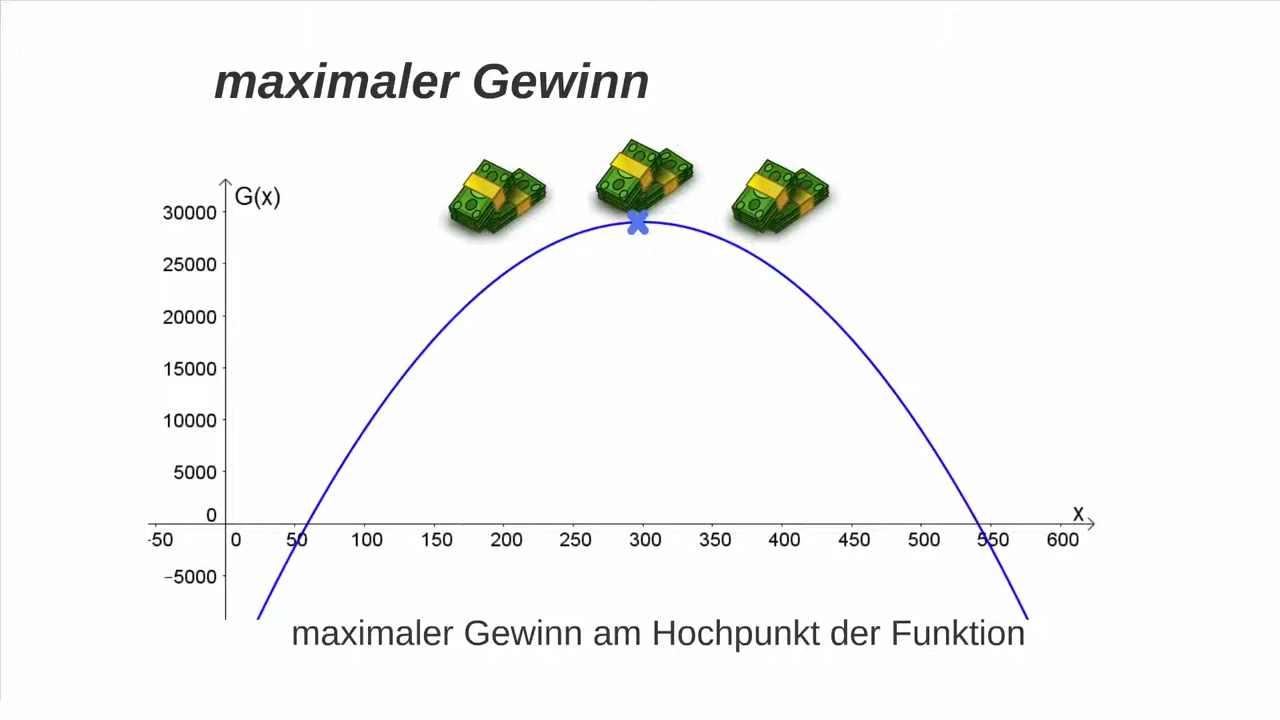 maximaler Gewinn
G(x)
30000
25000
20000
15000
10000
5000
0
x
-50 0 50 100 150 200 250 300 350 400 450 500 550 600
−5000
maximaler Gewinn am Hochpunkt der Funktion